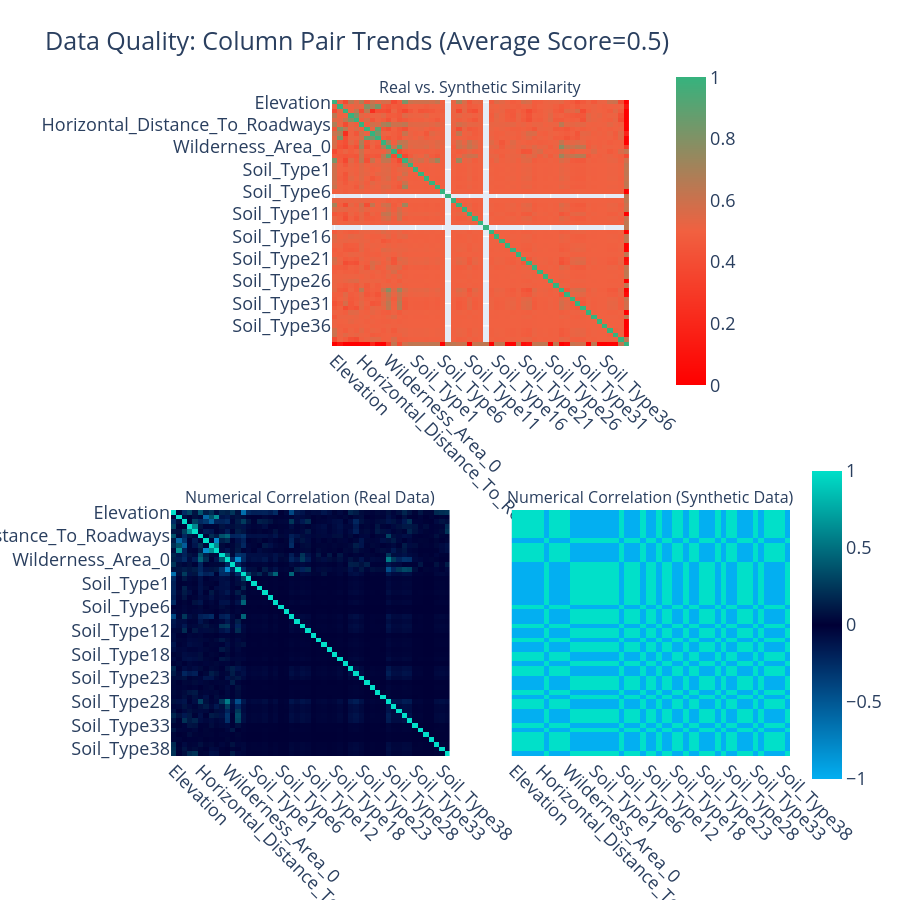 Data Quality: Column Pair Trends (Average Score=0.5)
Real vs. Synthetic Similarity
Elevation
Horizontal_Distance_To_Roadways
Wilderness_Area_0
Soil_Type1
Soil_Type6
Soil_Type11
Soil_Type16
Soil_Type21
Soil_Type26
Soil_Type31
Soil_Type36
Elevation
Horizontal_Distance_To_R
Wilderness_Area_0
Soil_Type1
Soil_Type6
Soil_Type11
Soil_Type16
Soil_Type21
Soil_Type26
Soil_Type31
Soil_Type36
1
0.8
0.6
0.4
0.2
0
Numerical Correlation (Real Data)
Elevation
stance_To_Roadways
Wilderness_Area_0
Soil_Type1
Soil_Type6
Soil_Type12
Soil_Type18
Soil_Type23
Soil_Type28
Soil_Type33
Soil_Type38
Elevation
Horizontal_Distance_T
Wilderness_Area_0
Soil_Type1
Soil_Type6
Soil_Type12
Soil_Type18
Soil_Type23
Soil_Type28
Soil_Type33
Soil_Type38
Numerical Correlation (Synthetic Data)
Elevation
Horizontal_Distance_T
Wilderness_Area_0
Soil_Type1
Soil_Type6
Soil_Type12
Soil_Type18
Soil_Type23
Soil_Type28
Soil_Type33
Soil_Type38
1
0.5
0
−0.5
−1